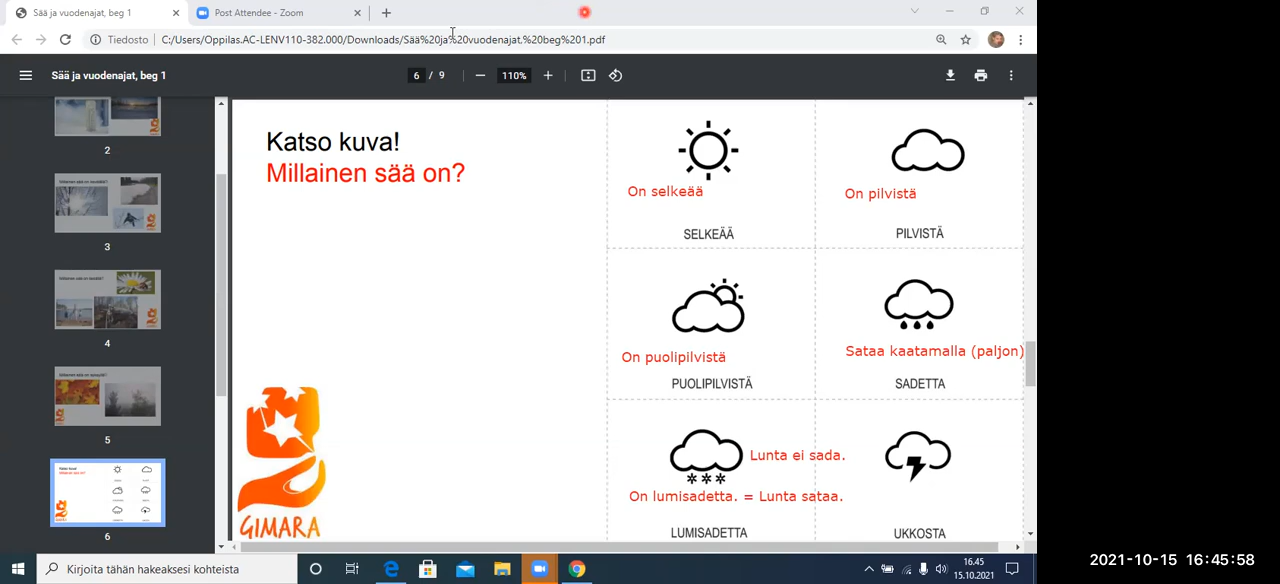 Sää ja vuodenajat, beg 1
Post Attendee - Zoom
Tiedosto
C:/Users/Oppilas.AC-LENV110-382.000/Downloads/Sää%20ja%20vuodenajat,%20beg%201.pdf
Sää ja vuodenajat, beg 1
6 / 9
110%
2
3
4
5
6
Katso kuva!
Millainen sää on?
On selkeää
On pilvistä
SELKEÄÄ
PILVISTÄ
On puolipilvistä
Sataa kaatamalla (paljon)
PUOLIPILVISTÄ
SADETTA
Lunta ei sada.
On lumisadetta. = Lunta sataa.
LUMISADETTA
UKKOSTA
GIMARA
Kirjoita tähän hakeaksesi kohteista
16.45
15.10.2021
2021-10-15 16:45:58